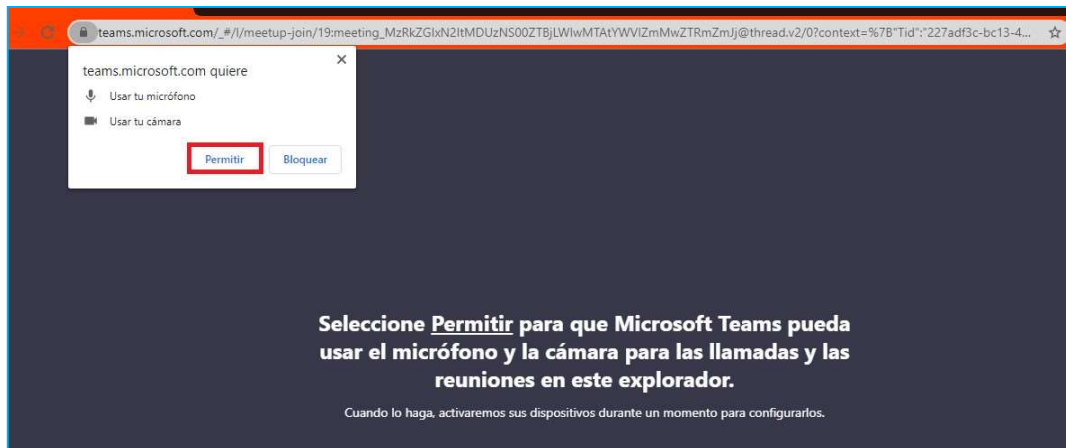 teams.microsoft.com/_#/l/meetup-join/19:meeting_MzRkZGIxN2ItMDUzNS00ZTBjLWIwMTAtYWVlZmMwZTRmZmJj@thread.v2/0?context=%7B"Tid":"227adf3c-bc13-4...
teams.microsoft.com quiere
Usar tu micrófono
Usar tu cámara
Permitir Bloquear
Seleccione Permitir para que Microsoft Teams pueda
usar el micrófono y la cámara para las llamadas y las
reuniones en este explorador.
Cuando lo haga, activaremos sus dispositivos durante un momento para configurarlos.